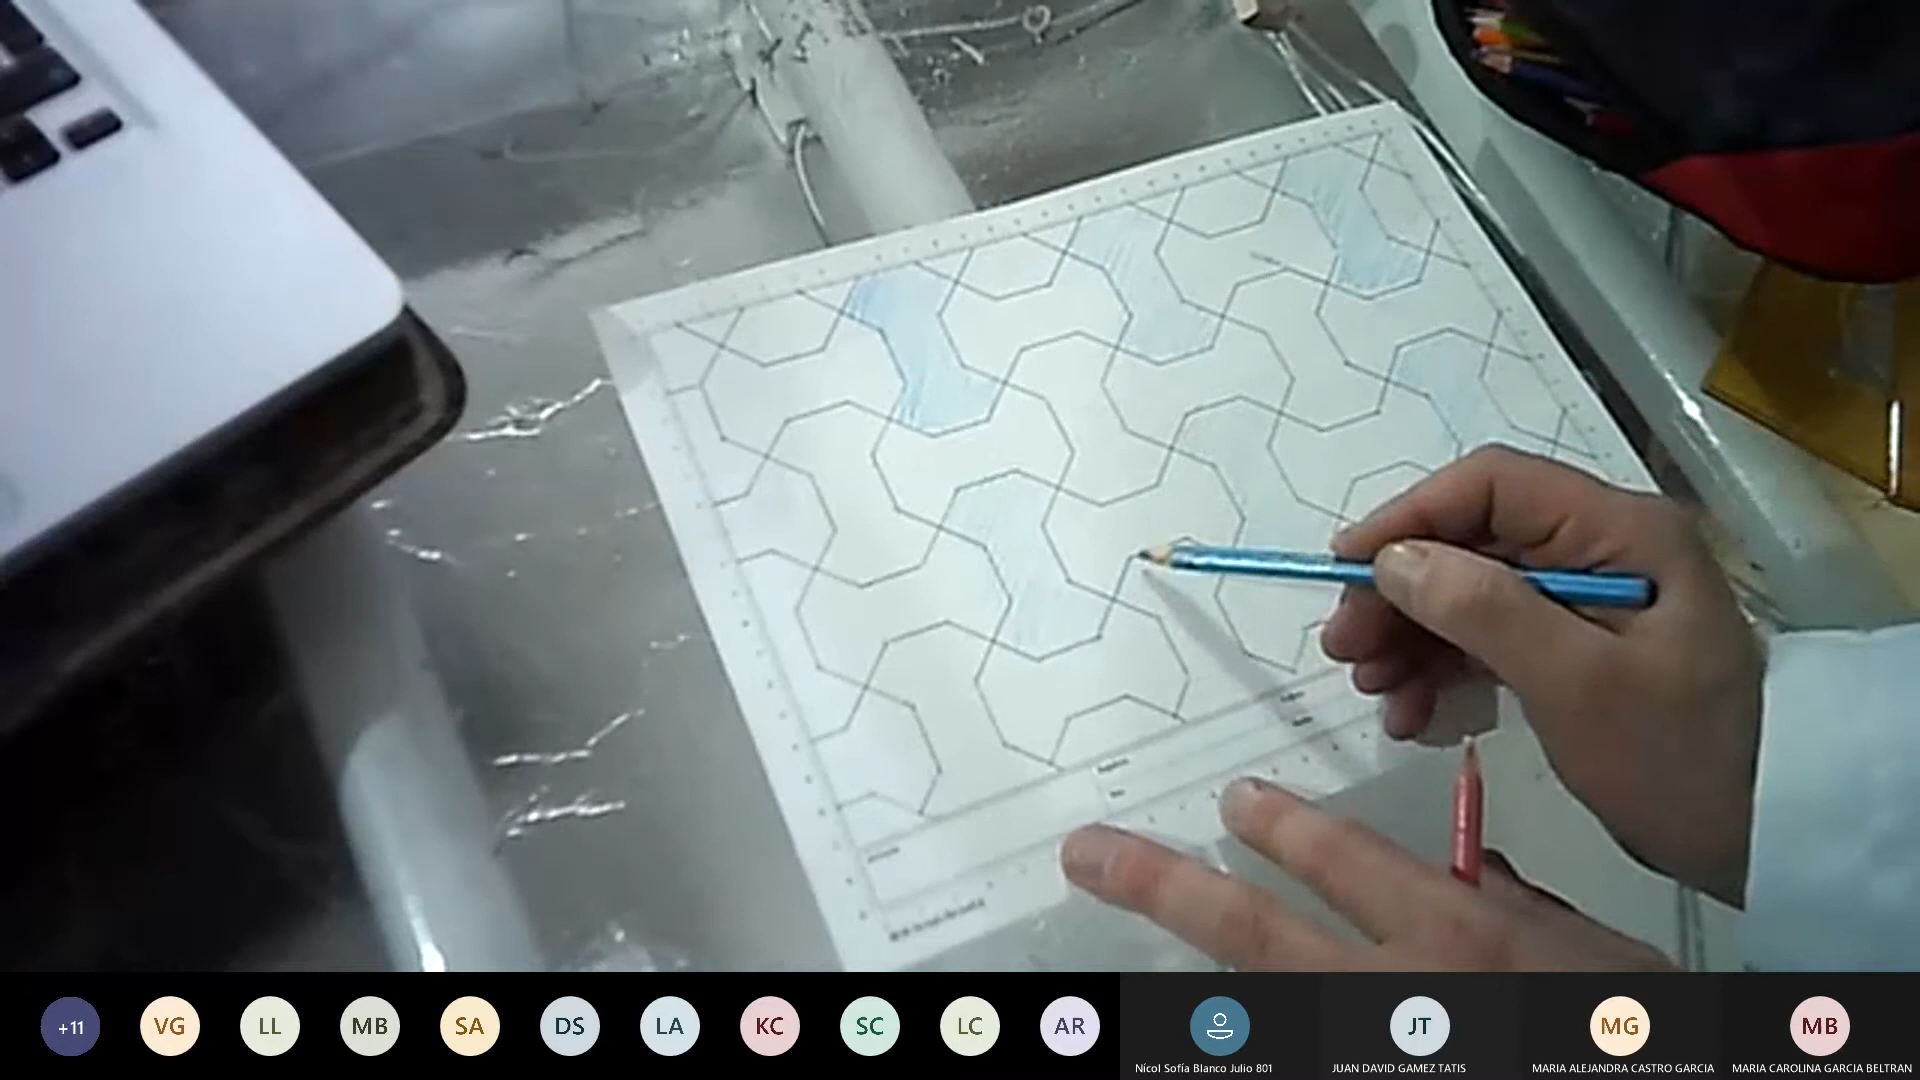 +11
VG
LL
MB
SA
DS
LA
KC
SC
LC
AR
JT
MG
MB
Nícol Sofía Blanco Julio 801
JUAN DAVID GAMEZ TATIS
MARIA ALEJANDRA CASTRO GARCIA
MARIA CAROLINA GARCIA BELTRAN